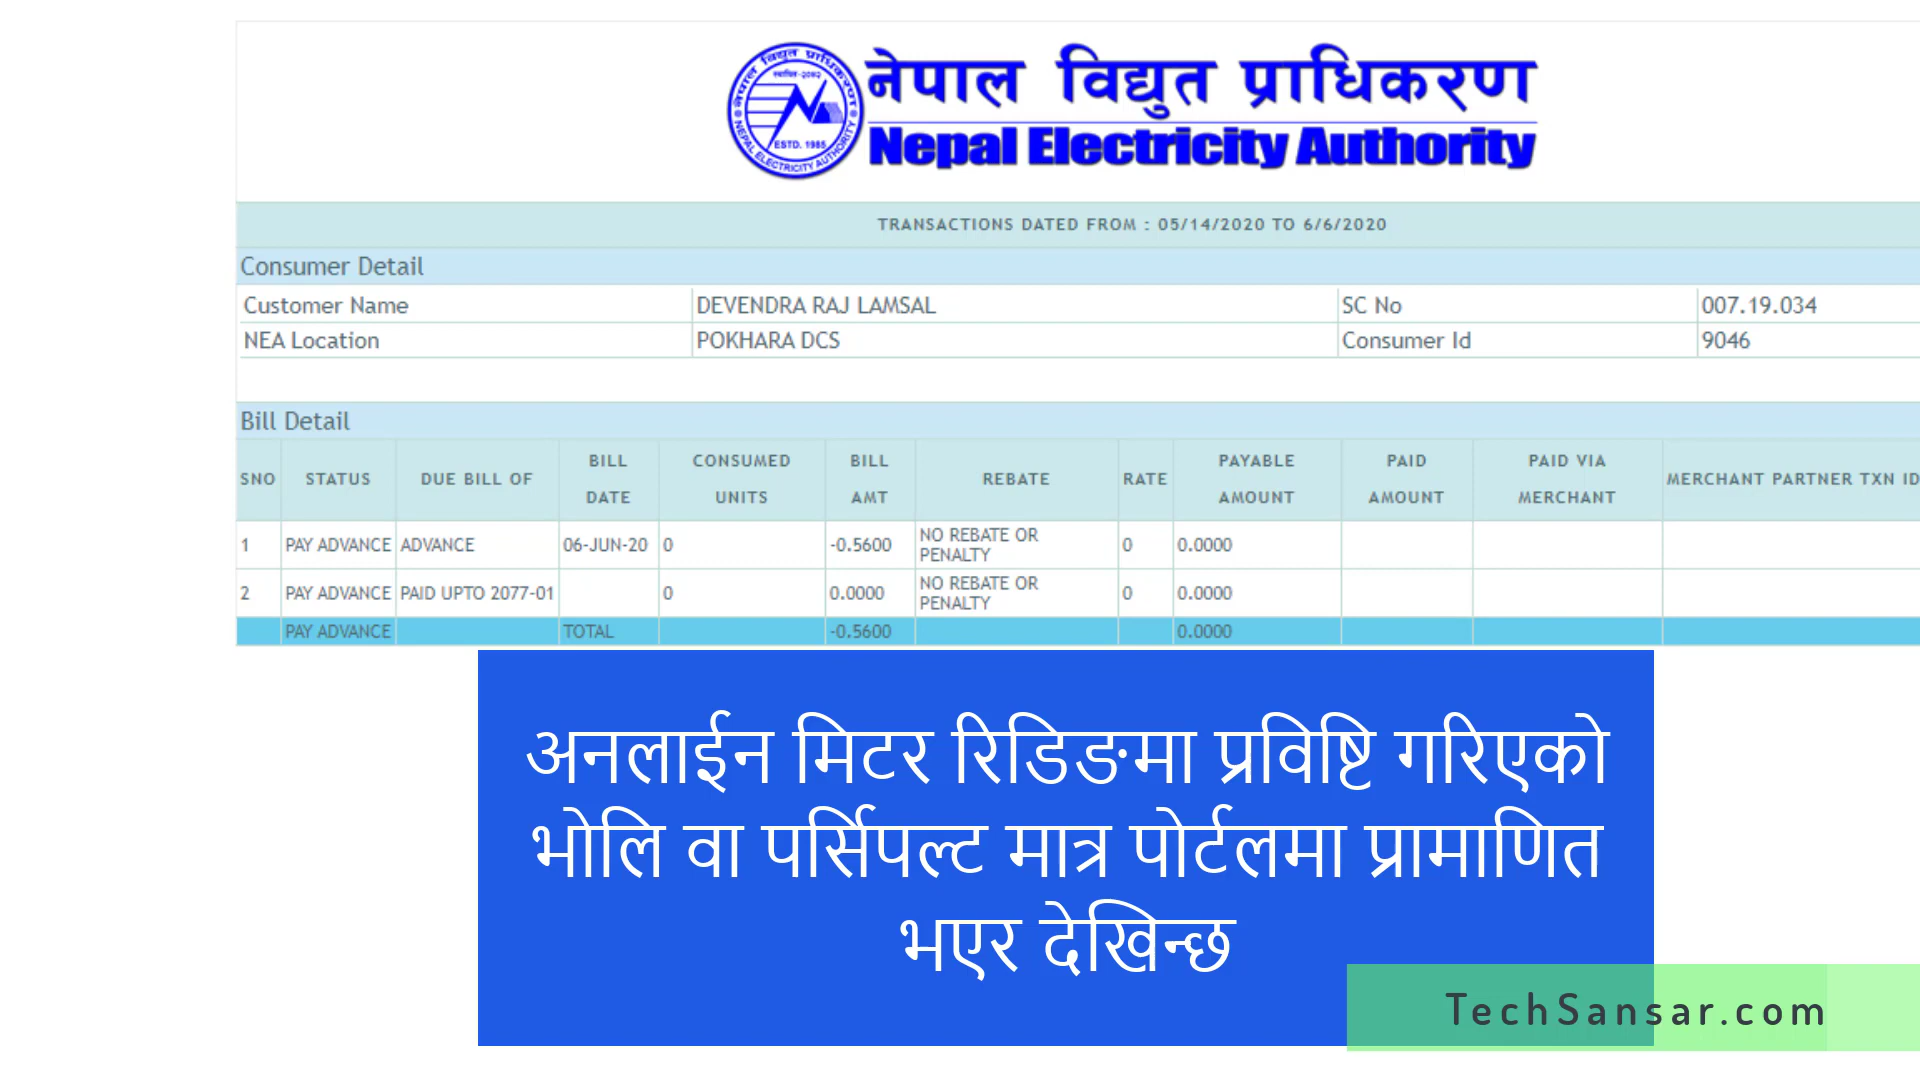 नेपाल विद्युत प्राधिकरण
स्थापित-२०४२
ESTD. 1985
NEPAL ELECTRICITY AUTHORITY
नेपाल विद्युत प्राधिकरण
Nepal Electricity Authority
TRANSACTIONS DATED FROM : 05/14/2020 TO 6/6/2020
Consumer Detail
Customer Name DEVENDRA RAJ LAMSAL SC No 007.19.034
NEA Location POKHARA DCS Consumer Id 9046
Bill Detail
SNO STATUS DUE BILL OF BILL DATE CONSUMED UNITS BILL AMT REBATE RATE PAYABLE AMOUNT PAID AMOUNT PAID VIA MERCHANT MERCHANT PARTNER TXN ID
1 PAY ADVANCE ADVANCE 06-JUN-20 0 -0.5600 NO REBATE OR PENALTY 0 0.0000
2 PAY ADVANCE PAID UPTO 2077-01 0 0.0000 NO REBATE OR PENALTY 0 0.0000
PAY ADVANCE TOTAL -0.5600 0.0000
अनलाईन मिटर रिडिङमा प्रविष्टि गरिएको
भोलि वा पर्सिपल्ट मात्र पोर्टलमा प्रामाणित
भएर देखिन्छ
TechSansar.com